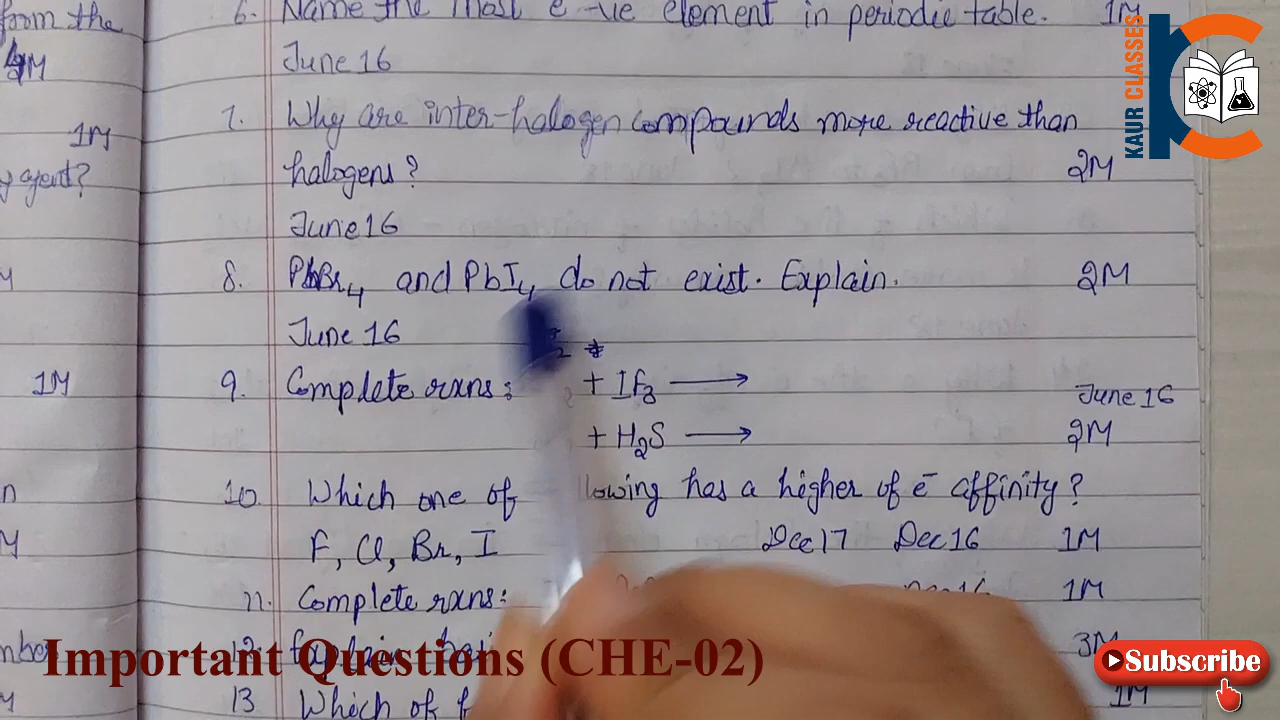 from the
4M
1M
agent?
1M
6. Name the most e -ve element in periodic table. 1M
June 16
7. Why are inter-halogen compounds more reactive than
halogens? 2M
June 16
8. PbBr4 and PbI4 do not exist. Explain. 2M
June 16
9. Complete rxns: + If3 ⟶
June 16
+ H2S ⟶ 2M
10. Which one of has a higher of e̅ affinity?
F, Cl, Br, I Dec 17 Dec 16 1M
11. Complete rxns: 1M
12. Explain 3M
13 Which of 1M
KAUR CLASSES
KC
Important Questions (CHE-02)
Subscribe